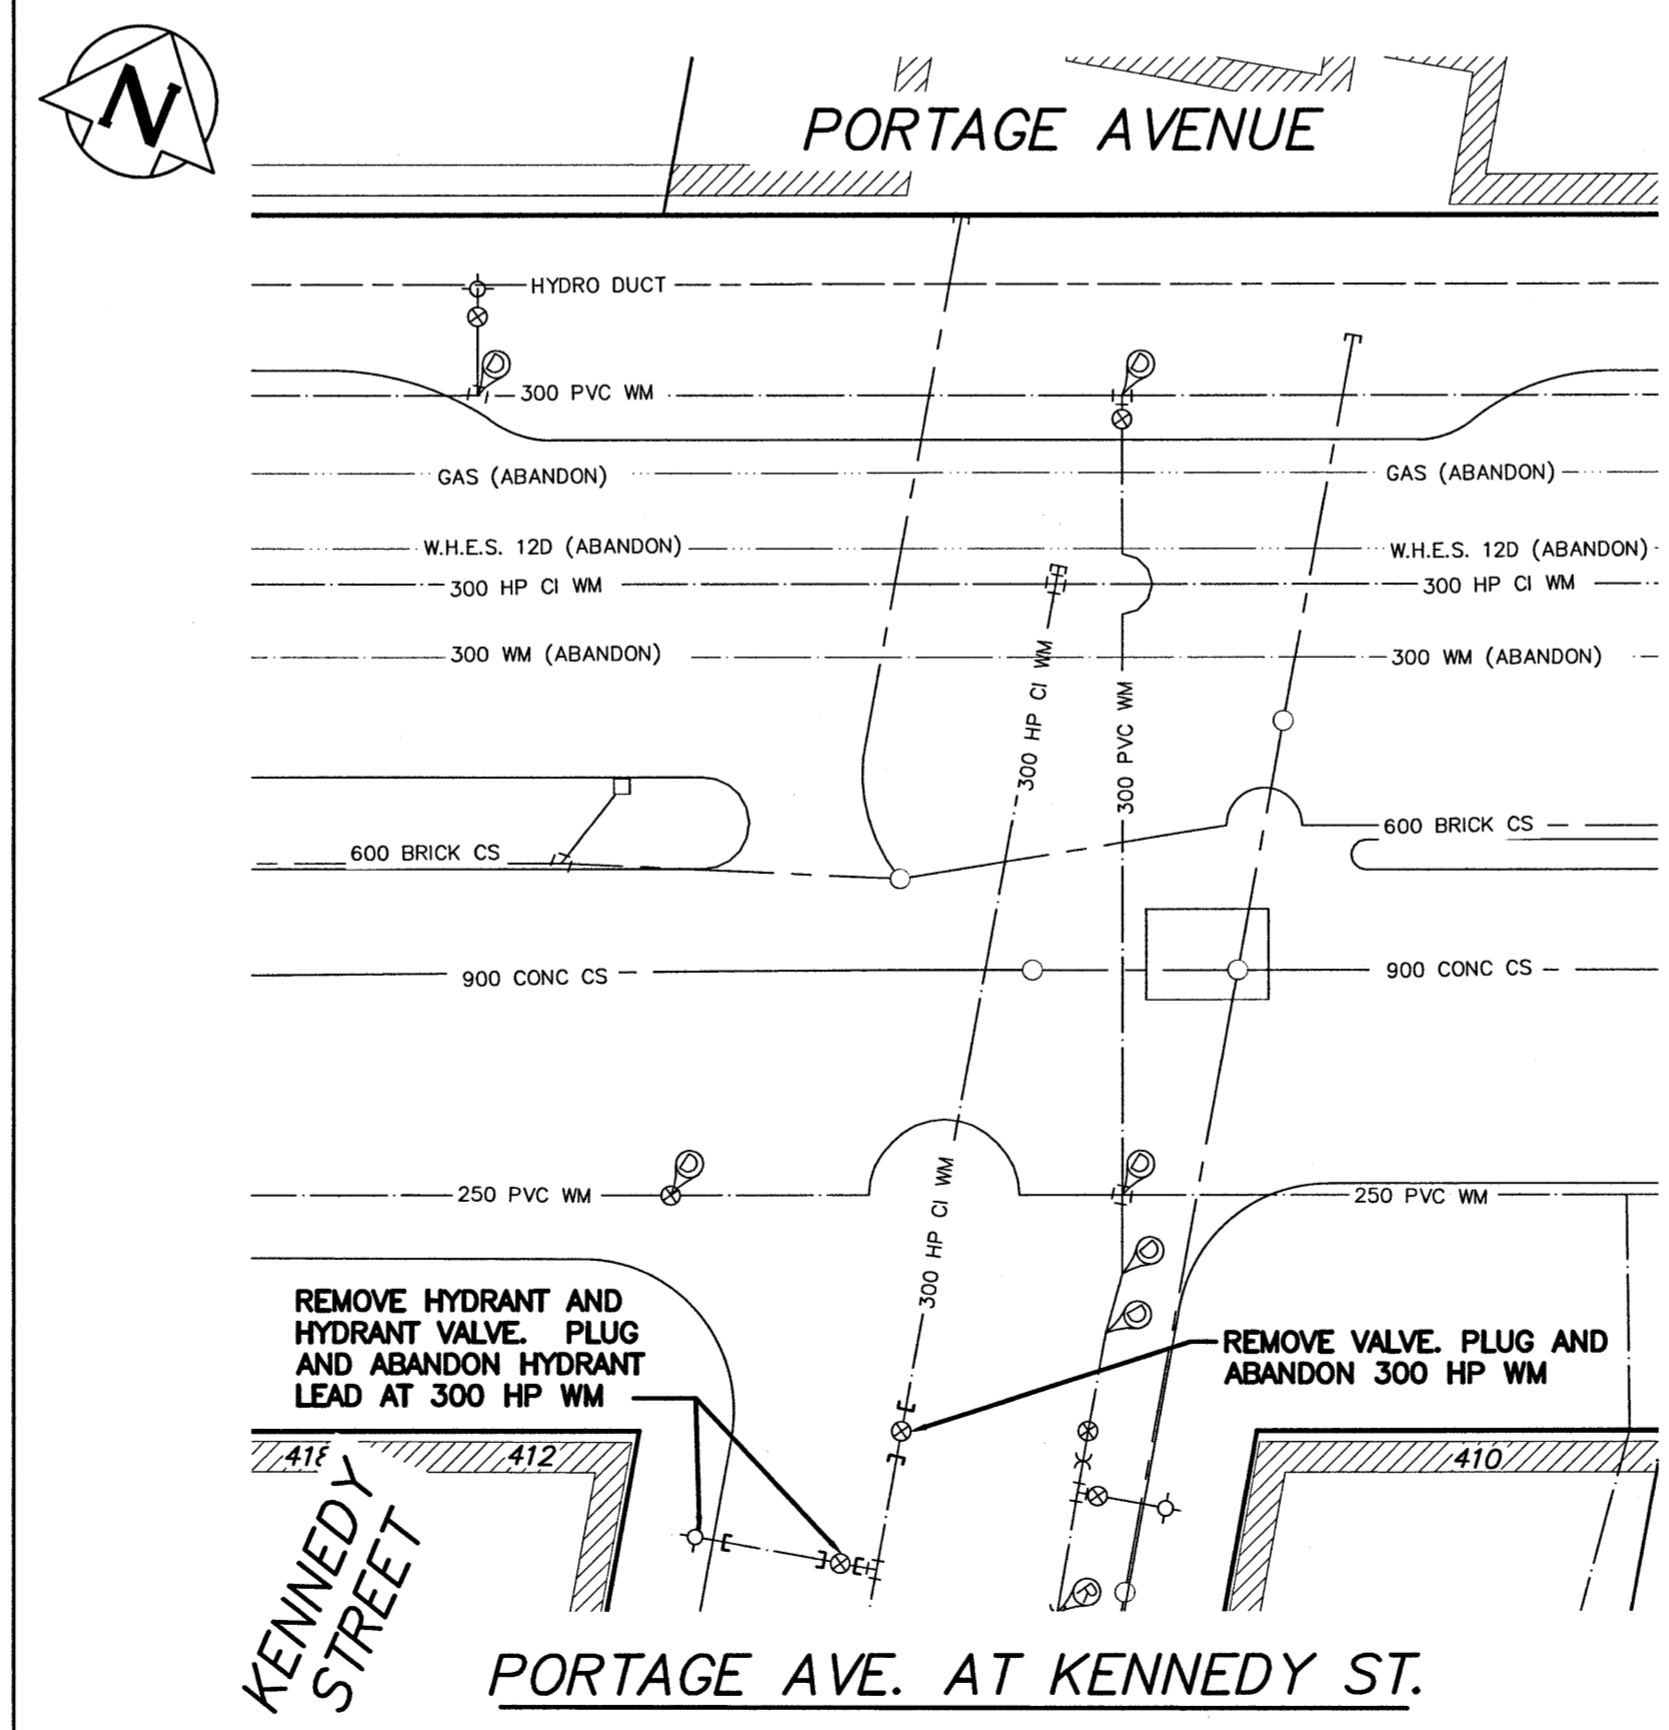 N
PORTAGE AVENUE
HYDRO DUCT
D
D
300 PVC WM
GAS (ABANDON)
GAS (ABANDON)
W.H.E.S. 12D (ABANDON)
W.H.E.S. 12D (ABANDON)
300 HP CI WM
300 HP CI WM
300 WM (ABANDON)
300 WM (ABANDON)
300 HP CI WM
300 PVC WM
600 BRICK CS
600 BRICK CS
900 CONC CS
900 CONC CS
D
D
250 PVC WM
250 PVC WM
300 HP CI WM
D
D
REMOVE HYDRANT AND
HYDRANT VALVE. PLUG
AND ABANDON HYDRANT
LEAD AT 300 HP WM
REMOVE VALVE. PLUG AND
ABANDON 300 HP WM
412
410
R
KENNEDY
STREET
PORTAGE AVE. AT KENNEDY ST.